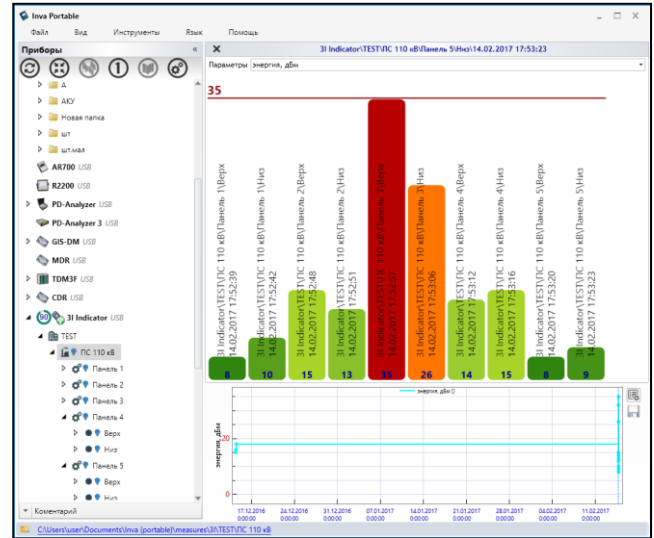 Inva Portable
Файл Вид Инструменты Язык Помощь
Приборы «
А
АКУ
Новая папка
шт
шт.мал
AR700 USB
R2200 USB
PD-Analyzer USB
PD-Analyzer 3 USB
GIS-DM USB
MDR USB
TDM3F USB
CDR USB
90 3I Indicator USB
TEST
ПС 110 кВ
Панель 1
Панель 2
Панель 3
Панель 4
Верх
Низ
Панель 5
Верх
Низ
Комментарий
3I Indicator\TEST\ПС 110 кВ\Панель 5\Низ\14.02.2017 17:53:23
Параметры энергия, дБм
35
3I Indicator\TEST\ПС 110 кВ\Панель 1\Верх
14.02.2017 17:52:39
8
3I Indicator\TEST\ПС 110 кВ\Панель 1\Низ
14.02.2017 17:52:42
10
3I Indicator\TEST\ПС 110 кВ\Панель 2\Верх
14.02.2017 17:52:48
15
3I Indicator\TEST\ПС 110 кВ\Панель 2\Низ
14.02.2017 17:52:51
13
3I Indicator\TEST\ПС 110 кВ\Панель 3\Верх
14.02.2017 17:52:57
35
3I Indicator\TEST\ПС 110 кВ\Панель 3\Низ
14.02.2017 17:53:06
26
3I Indicator\TEST\ПС 110 кВ\Панель 4\Верх
14.02.2017 17:53:12
14
3I Indicator\TEST\ПС 110 кВ\Панель 4\Низ
14.02.2017 17:53:16
15
3I Indicator\TEST\ПС 110 кВ\Панель 5\Верх
14.02.2017 17:53:20
8
3I Indicator\TEST\ПС 110 кВ\Панель 5\Низ
14.02.2017 17:53:23
9
энергия, дБм ()
энергия, дБм
20
0
17.12.2016 24.12.2016 31.12.2016 07.01.2017 14.01.2017 21.01.2017 28.01.2017 04.02.2017 11.02.2017
0:00:00 0:00:00 0:00:00 0:00:00 0:00:00 0:00:00 0:00:00 0:00:00 0:00:00
C:\Users\user\Documents\Inva (portable)\measures\3I\TEST\ПС 110 кВ